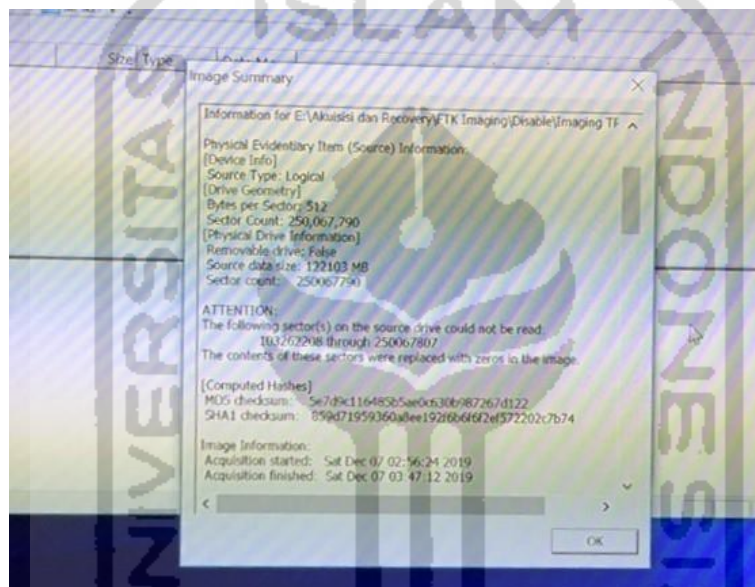 ISLAM
UNIVERSITAS
INDONESIA
Size Type
Image Summary
Information for E:\Akuisisi dan Recovery\FTK Imaging\Disable\Imaging
Physical Evidentiary Item (Source) Information:
[Device Info]
Source Type: Logical
[Drive Geometry]
Bytes per Sector: 512
Sector Count: 250,067,790
[Physical Drive Information]
Removable drive: False
Source data size: 122103 MB
Sector count: 250067790
ATTENTION:
The following sector(s) on the source drive could not be read:
103262208 through 250067807
The contents of these sectors were replaced with zeros in the image.
[Computed Hashes]
MD5 checksum:
SHA1 checksum:
Image Information:
Acquisition started: Sat Dec 07 02:56:24 2019
Acquisition finished: Sat Dec 07 03:47:12 2019
OK